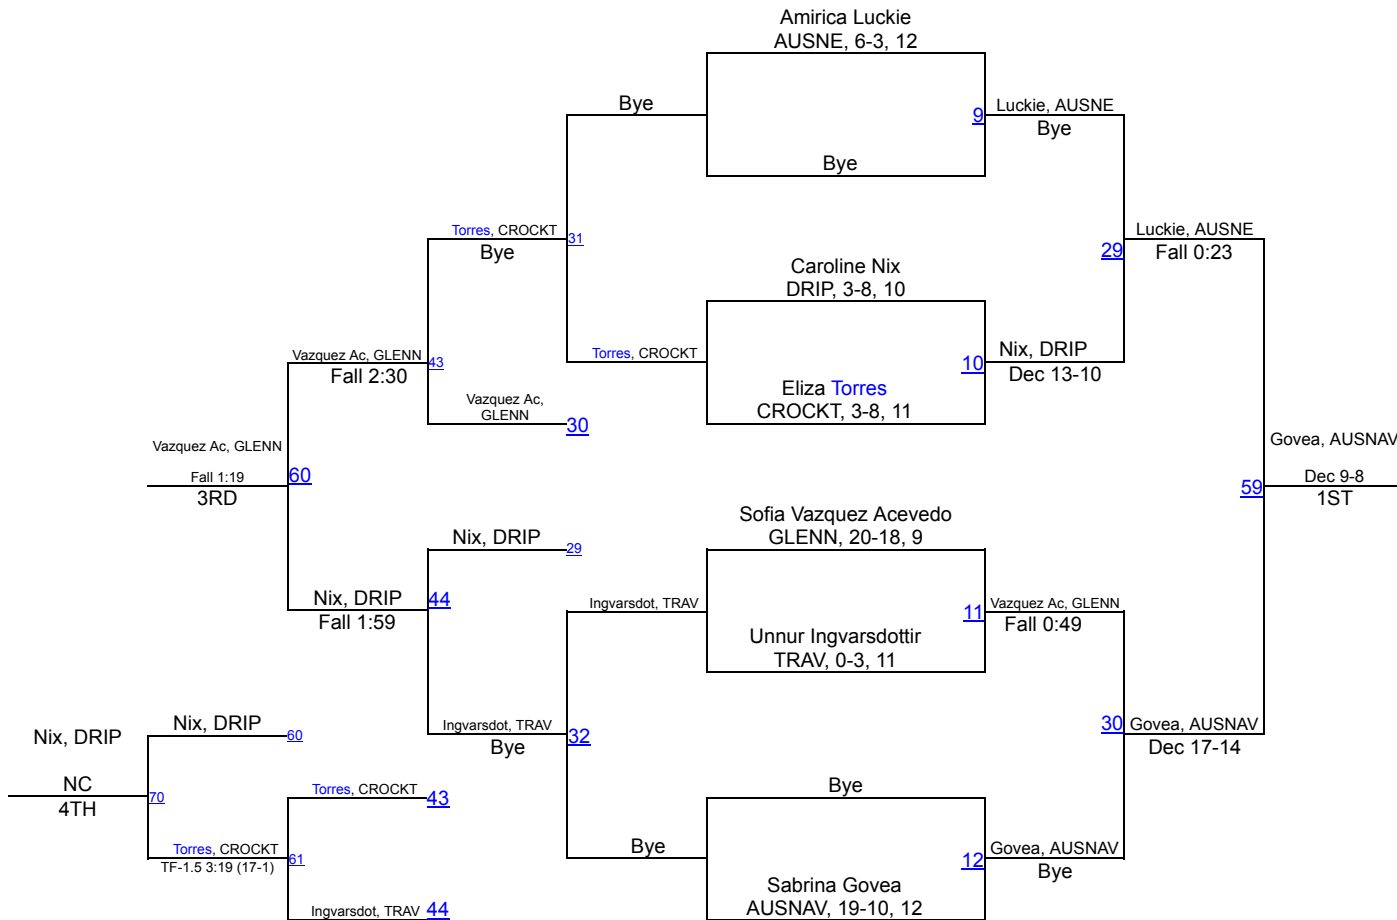 Amirica Luckie
AUSNE, 6-3, 12
Bye
9
Luckie, AUSNE
Bye
Bye
Torres, CROCKT
31
Bye
Luckie, AUSNE
29
Fall 0:23
Caroline Nix
DRIP, 3-8, 10
Vazquez Ac, GLENN
43
Fall 2:30
Torres, CROCKT
10
Nix, DRIP
Dec 13-10
Eliza Torres
CROCKT, 3-8, 11
Vazquez Ac,
GLENN
30
Vazquez Ac, GLENN
60
Fall 1:19
3RD
Govea, AUSNAV
59
Dec 9-8
1ST
Sofia Vazquez Acevedo
GLENN, 20-18, 9
Nix, DRIP
29
Nix, DRIP
44
Fall 1:59
Ingvarsdot, TRAV
11
Vazquez Ac, GLENN
Fall 0:49
Unnur Ingvarsdottir
TRAV, 0-3, 11
Ingvarsdot, TRAV
32
Bye
30
Govea, AUSNAV
Dec 17-14
Nix, DRIP
Nix, DRIP
60
NC
70
4TH
Torres, CROCKT
43
Bye
Torres, CROCKT
61
TF-1.5 3:19 (17-1)
Bye
12
Govea, AUSNAV
Bye
Sabrina Govea
AUSNAV, 19-10, 12
Ingvarsdot, TRAV
44